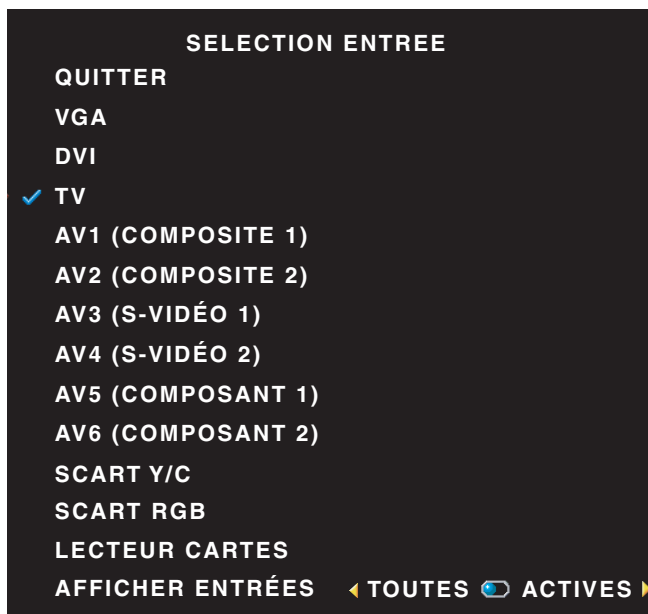 SELECTION ENTREE
QUITTER
VGA
DVI
TV
AV1 (COMPOSITE 1)
AV2 (COMPOSITE 2)
AV3 (S-VIDÉO 1)
AV4 (S-VIDÉO 2)
AV5 (COMPOSANT 1)
AV6 (COMPOSANT 2)
SCART Y/C
SCART RGB
LECTEUR CARTES
AFFICHER ENTRÉES TOUTES ACTIVES